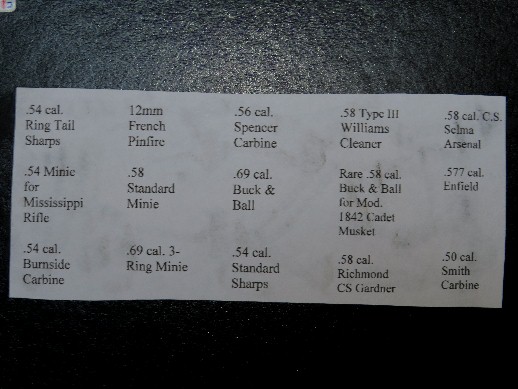 .54 cal.
Ring Tail
Sharps
12mm
French
Pinfire
.56 cal.
Spencer
Carbine
.58 Type III
Williams
Cleaner
.58 cal. C.S.
Selma
Arsenal
.54 Minie
for
Mississippi
Rifle
.58
Standard
Minie
.69 cal.
Buck &
Ball
Rare .58 cal.
Buck & Ball
for Mod.
1842 Cadet
Musket
.577 cal.
Enfield
.54 cal.
Burnside
Carbine
.69 cal. 3-
Ring Minie
.54 cal.
Standard
Sharps
.58 cal.
Richmond
CS Gardner
.50 cal.
Smith
Carbine